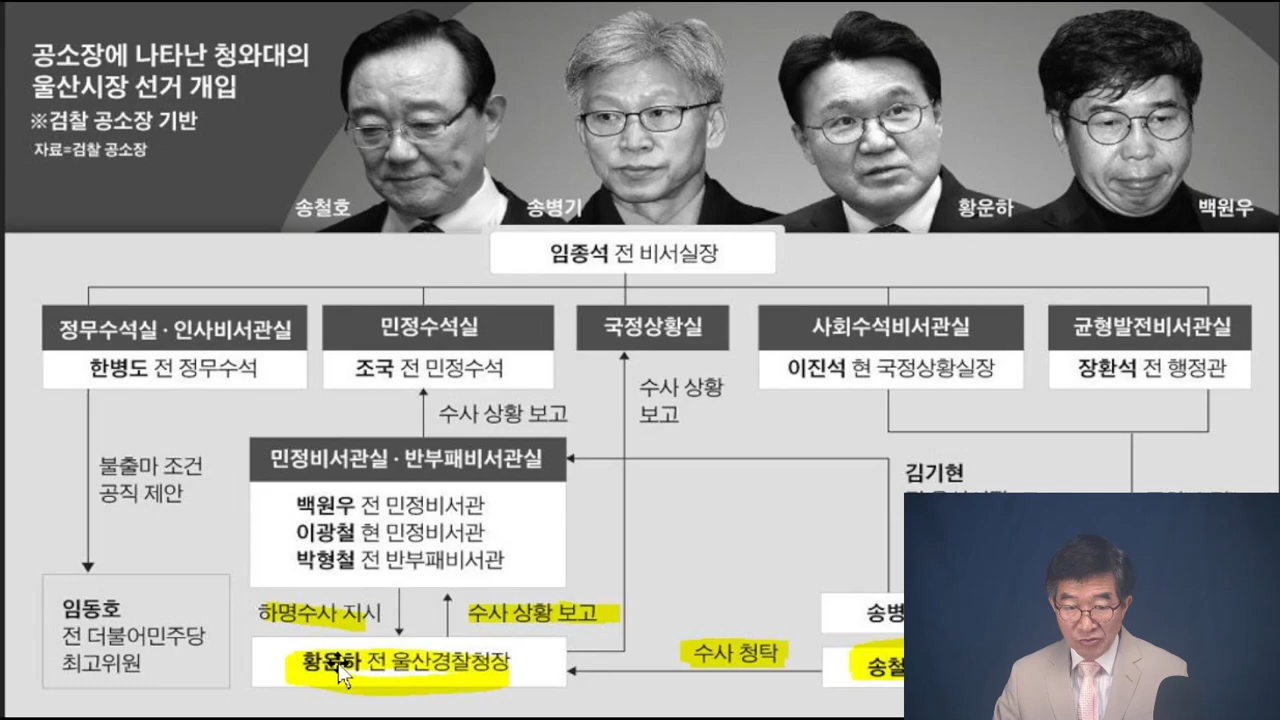 공소장에 나타난 청와대의
울산시장 선거 개입
※검찰 공소장 기반
자료=검찰 공소장
송철호
송병기
황운하
백원우
임종석 전 비서실장
정무수석실 · 인사비서관실
한병도 전 정무수석
민정수석실
조국 전 민정수석
국정상황실
사회수석비서관실
이진석 현 국정상황실장
균형발전비서관실
장환석 전 행정관
수사 상황 보고
수사 상황
보고
불출마 조건
공직 제안
민정비서관실 · 반부패비서관실
백원우 전 민정비서관
이광철 현 민정비서관
박형철 전 반부패비서관
김기현
하명수사 지시
수사 상황 보고
임동호
전 더불어민주당
최고위원
황운하 전 울산경찰청장
수사 청탁
송병
송철